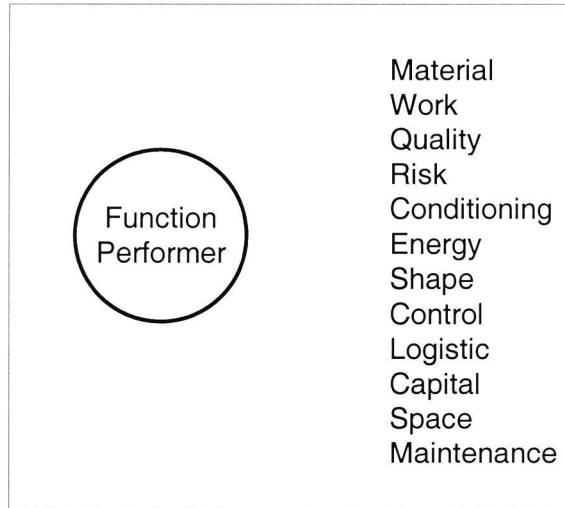 Function
Performer
Material
Work
Quality
Risk
Conditioning
Energy
Shape
Control
Logistic
Capital
Space
Maintenance